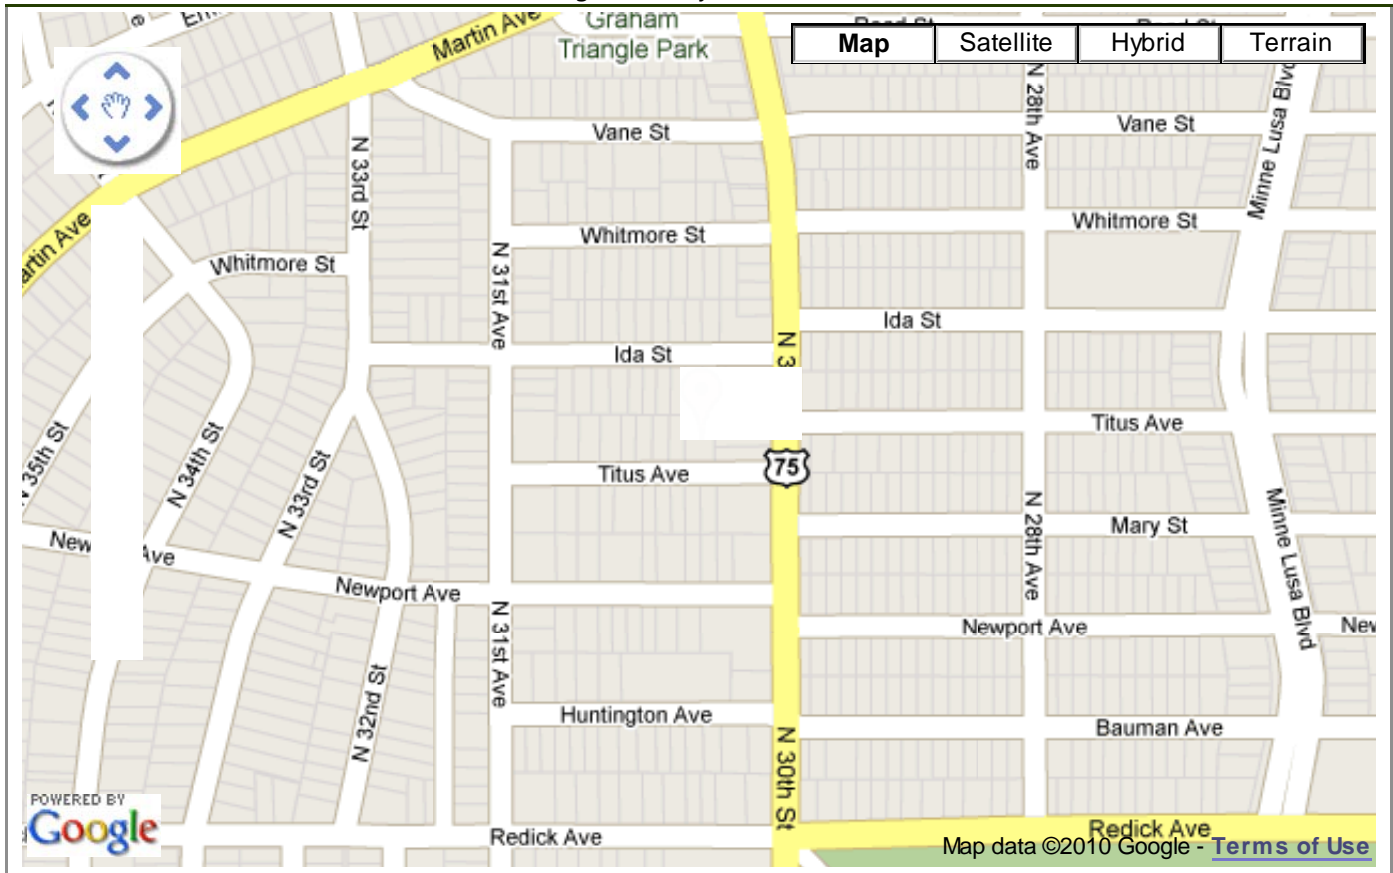 Graham
Triangle Park
Martin Ave
Map
Satellite
Hybrid
Terrain
Vane St
N 28th Ave
Vane St
Minne Lusa Blvd
N 33rd St
Whitmore St
Whitmore St
Whitmore St
N 31st Ave
Ida St
Ida St
N 3
Titus Ave
Titus Ave
75
N 35th St
N 34th St
N 33rd St
N 28th Ave
Mary St
Minne Lusa Blvd
New
Ave
Newport Ave
N 31st Ave
Newport Ave
New
N 32nd St
Huntington Ave
Bauman Ave
N 30th St
POWERED BY
Google
Redick Ave
Redick Ave
Map data ©2010 Google - Terms of Use